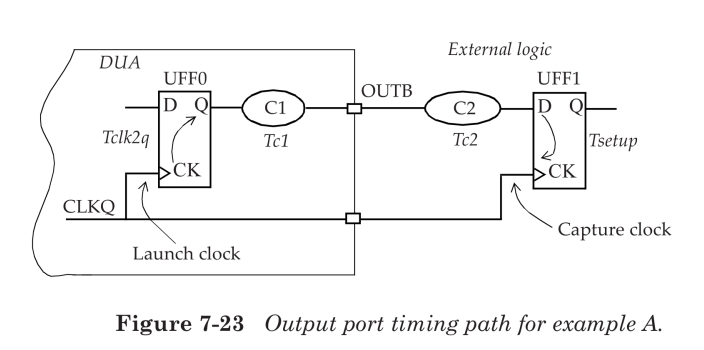 External logic
DUA
UFF0
UFF1
OUTB
D Q
C1
C2
D Q
Tclk2q
Tc1
Tc2
Tsetup
CK
CK
CLKQ
Launch clock
Capture clock
Figure 7-23 Output port timing path for example A.